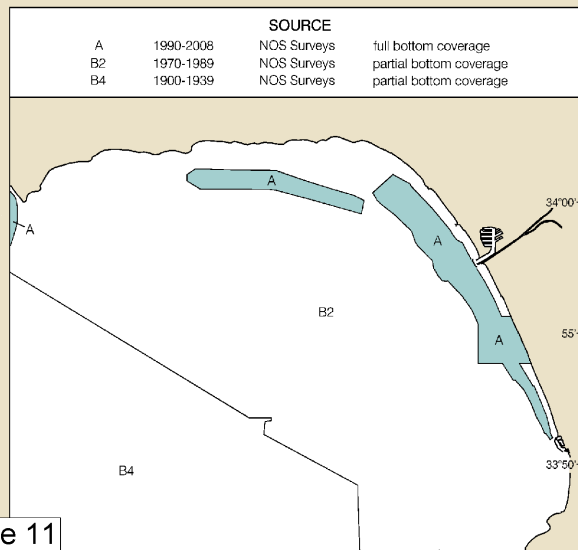 SOURCE
A 1990-2008 NOS Surveys full bottom coverage
B2 1970-1989 NOS Surveys partial bottom coverage
B4 1900-1939 NOS Surveys partial bottom coverage
A
34°00'
A
A
B2
55'
A
33°50'
B4
e 11